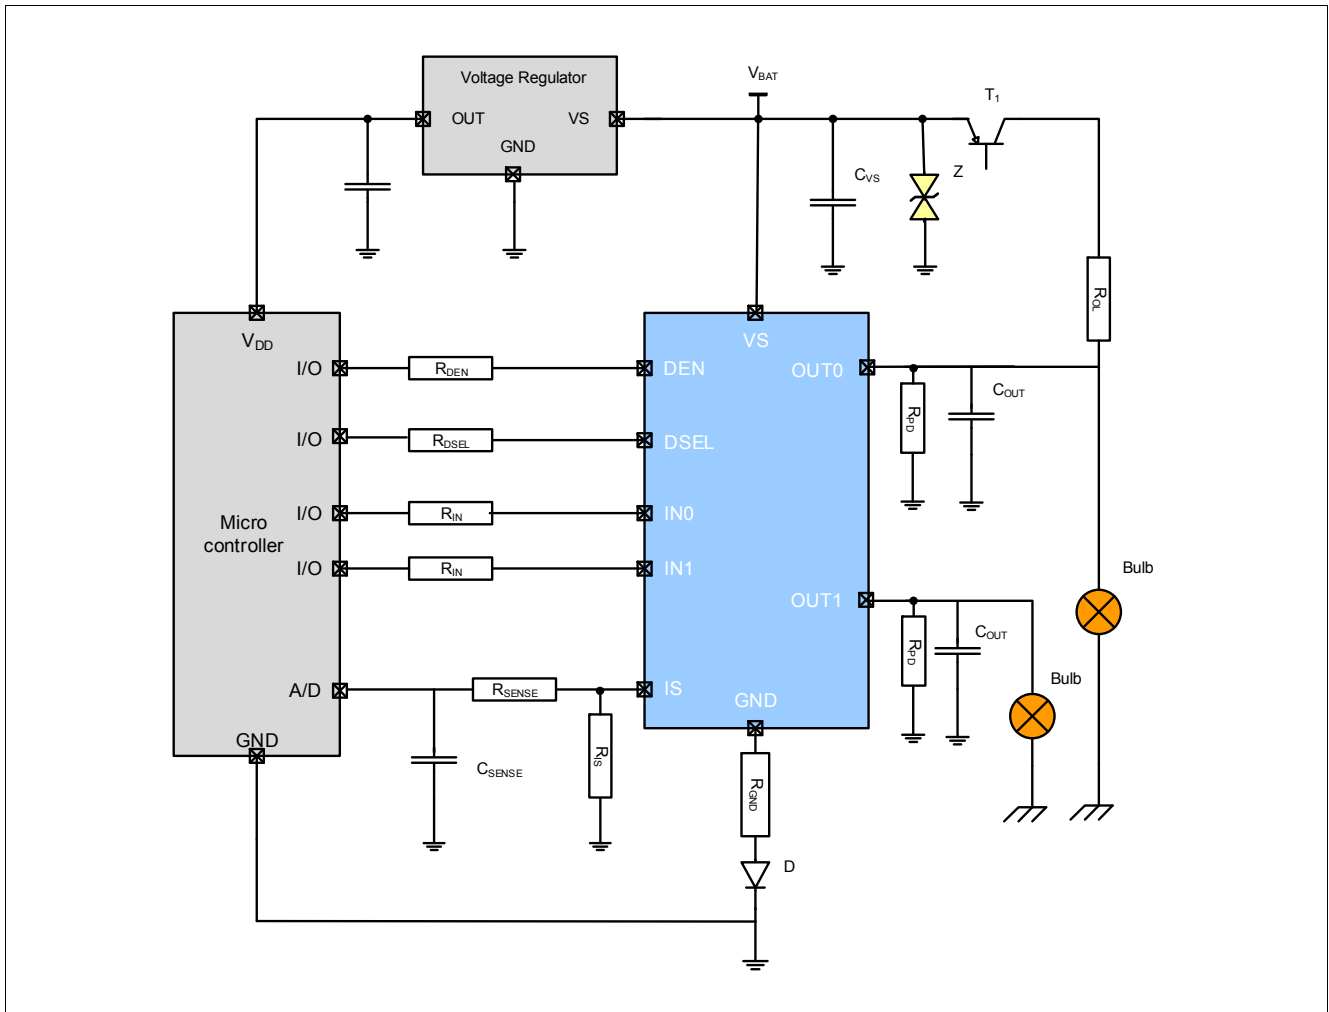 Voltage Regulator
OUT
VS
GND
VBAT
T1
CVS
Z
ROL
VDD
I/O
RDEN
DEN
VS
OUT0
RPD
COUT
I/O
RDSEL
DSEL
Micro
controller
I/O
RIN
IN0
I/O
RIN
IN1
OUT1
RPD
COUT
Bulb
Bulb
A/D
RSENSE
IS
GND
GND
CSENSE
RIS
RGND
D